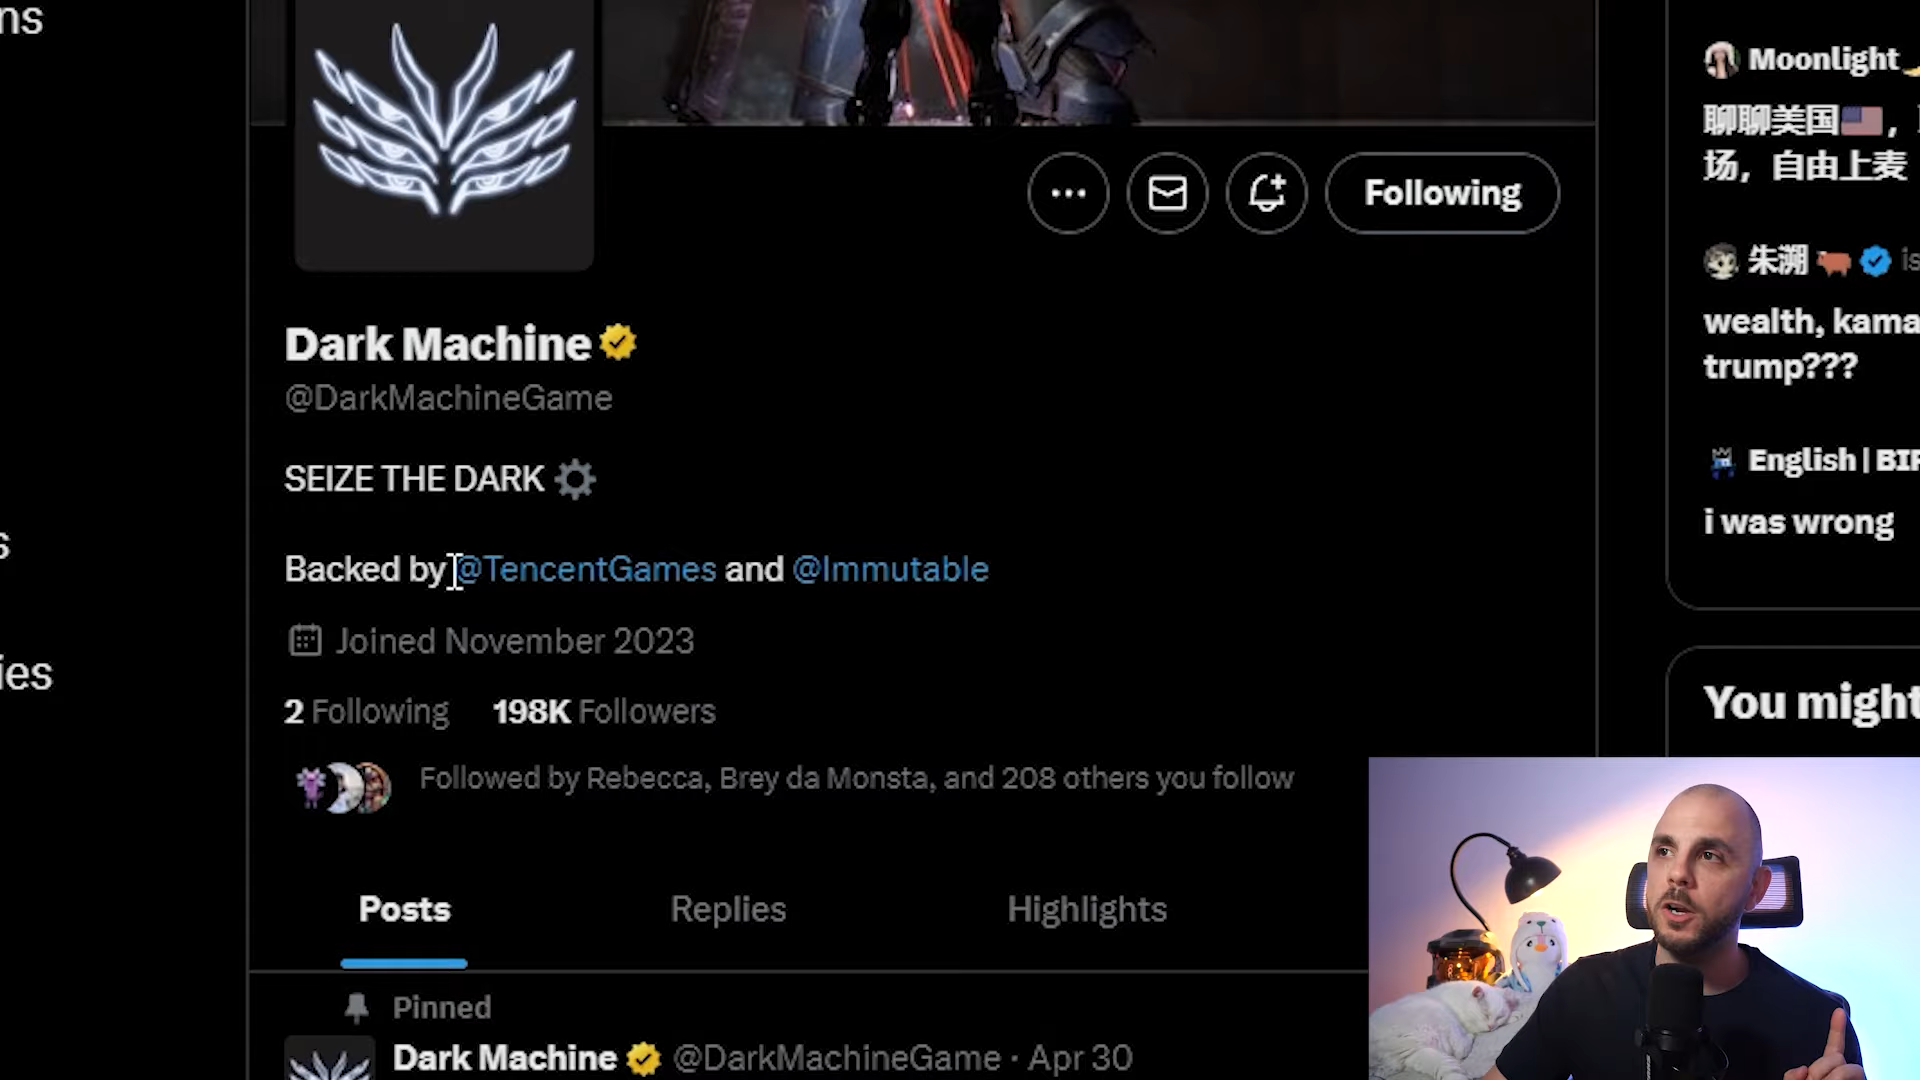 ns
Following
Dark Machine
@DarkMachineGame
SEIZE THE DARK
Backed by @TencentGames and @Immutable
Joined November 2023
2 Following 198K Followers
Followed by Rebecca, Brey da Monsta, and 208 others you follow
Posts Replies Highlights
Pinned
Dark Machine @DarkMachineGame · Apr 30
s
ies
Moonlight
聊聊美国，
场，自由上麦
朱溯 is
wealth, kama
trump???
English | BIF
i was wrong
You might